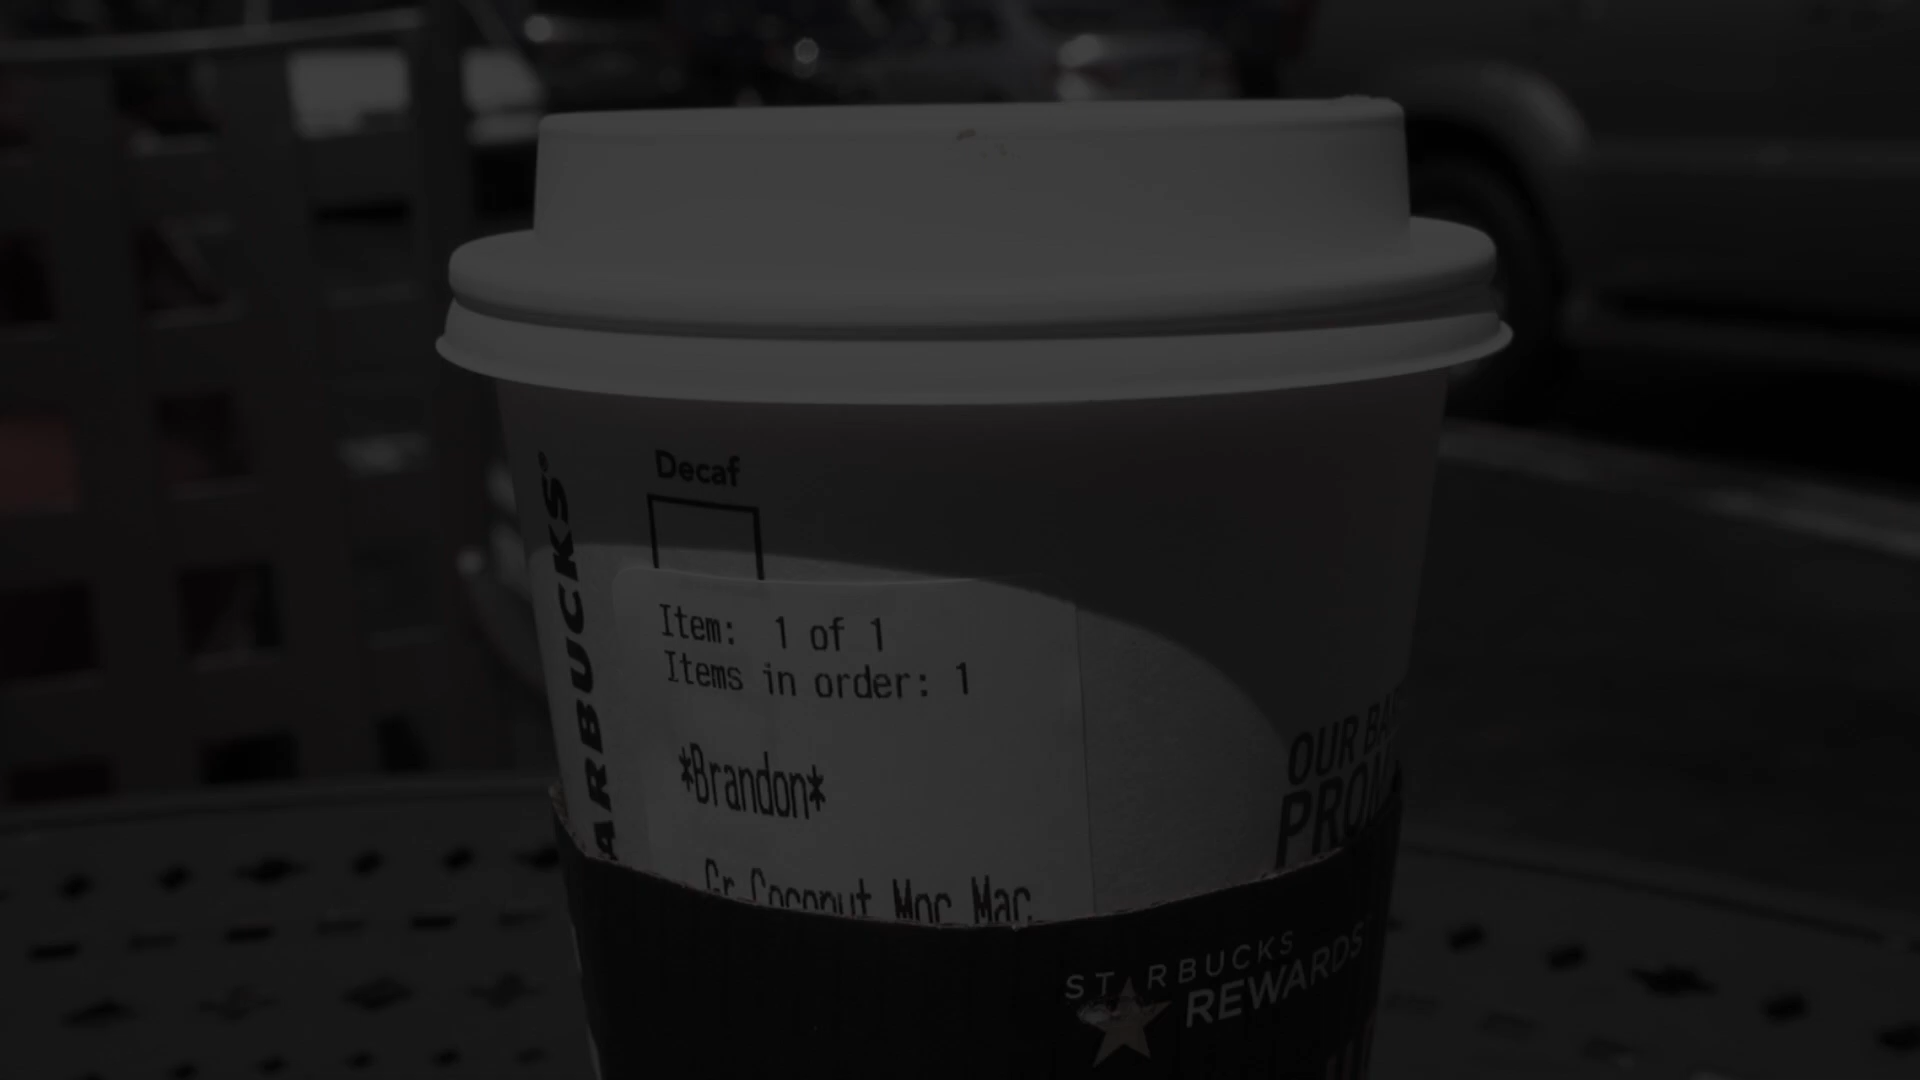 Decaf
STARBUCKS®
Item: 1 of 1
Items in order: 1
*Brandon*
Gr Coconut Moc Mac
OUR
STARBUCKS
REWARDS